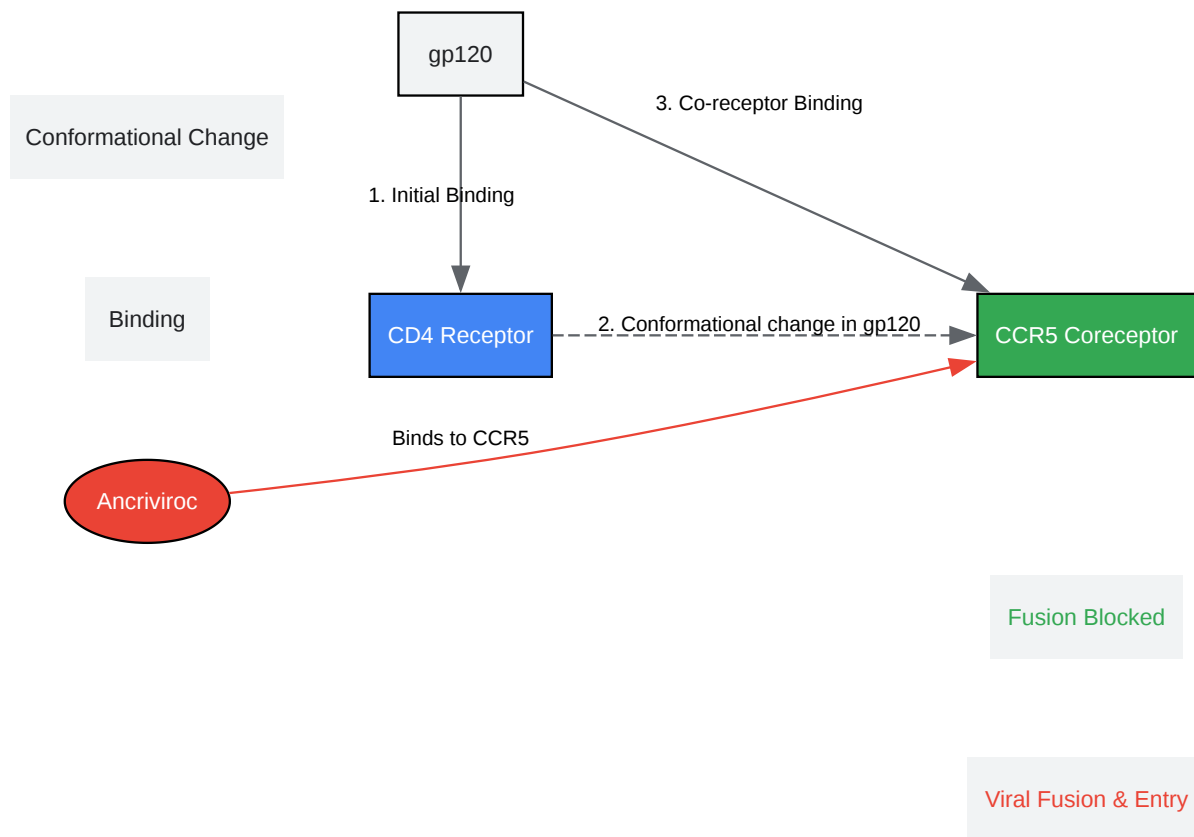 gp120
3. Co-receptor Binding
Conformational Change
1. Initial Binding
Binding
CD4 Receptor
2. Conformational change in gp120
CCR5 Coreceptor
Binds to CCR5
Ancriviroc
Fusion Blocked
Viral Fusion & Entry